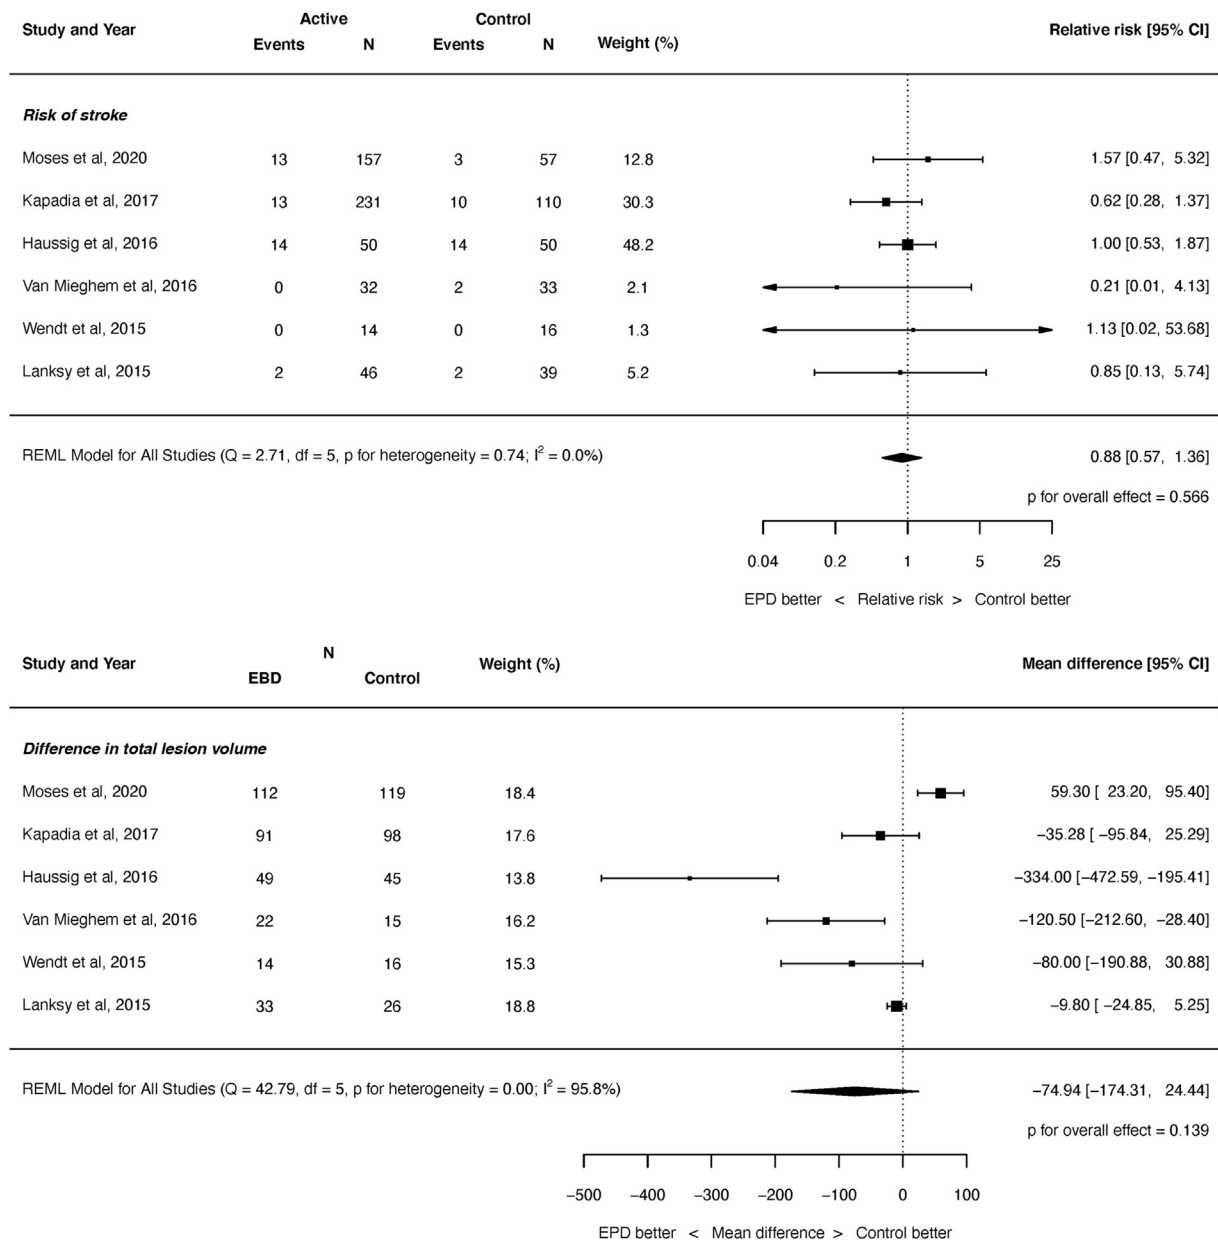 Study and Year Active Control Weight (%) Relative risk [95% CI]
Events N Events N
Risk of stroke
Moses et al, 2020 13 157 3 57 12.8 1.57 [0.47, 5.32]
Kapadia et al, 2017 13 231 10 110 30.3 0.62 [0.28, 1.37]
Haussig et al, 2016 14 50 14 50 48.2 1.00 [0.53, 1.87]
Van Mieghem et al, 2016 0 32 2 33 2.1 0.21 [0.01, 4.13]
Wendt et al, 2015 0 14 0 16 1.3 1.13 [0.02, 53.68]
Lanksy et al, 2015 2 46 2 39 5.2 0.85 [0.13, 5.74]
REML Model for All Studies (Q = 2.71, df = 5, p for heterogeneity = 0.74; I² = 0.0%) 0.88 [0.57, 1.36]
p for overall effect = 0.566
0.04 0.2 1 5 25
EPD better < Relative risk > Control better
Study and Year N Weight (%) Mean difference [95% CI]
EBD Control
Difference in total lesion volume
Moses et al, 2020 112 119 18.4 59.30 [ 23.20, 95.40]
Kapadia et al, 2017 91 98 17.6 −35.28 [ −95.84, 25.29]
Haussig et al, 2016 49 45 13.8 −334.00 [−472.59, −195.41]
Van Mieghem et al, 2016 22 15 16.2 −120.50 [−212.60, −28.40]
Wendt et al, 2015 14 16 15.3 −80.00 [−190.88, 30.88]
Lanksy et al, 2015 33 26 18.8 −9.80 [ −24.85, 5.25]
REML Model for All Studies (Q = 42.79, df = 5, p for heterogeneity = 0.00; I² = 95.8%) −74.94 [−174.31, 24.44]
p for overall effect = 0.139
−500 −400 −300 −200 −100 0 100
EPD better < Mean difference > Control better